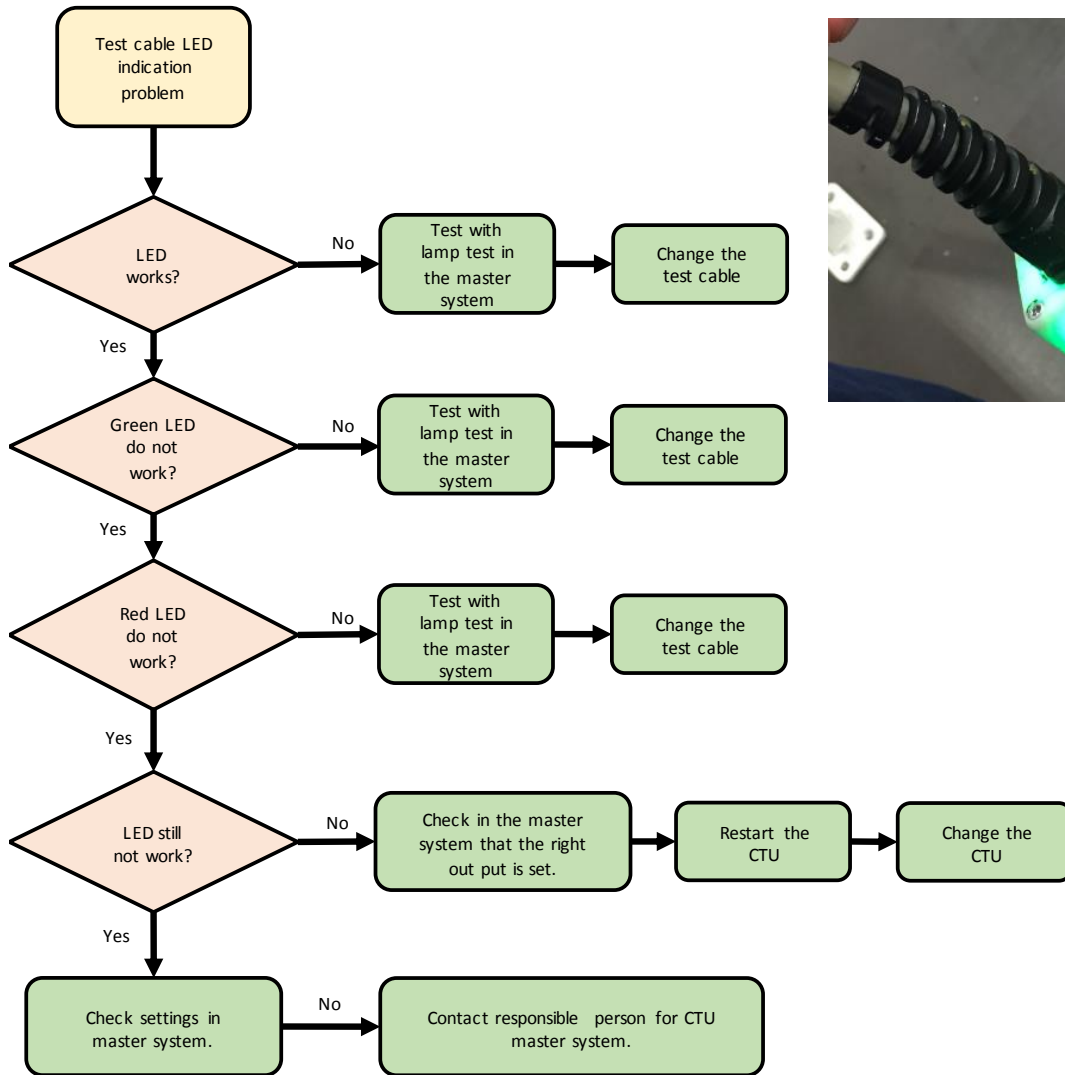 Test cable LED
indication
problem
LED
works?
No
Test with
lamp test in
the master
system
Change the
test cable
Yes
Green LED
do not
work?
No
Test with
lamp test in
the master
system
Change the
test cable
Yes
Red LED
do not
work?
No
Test with
lamp test in
the master
system
Change the
test cable
Yes
LED still
not work?
No
Check in the master
system that the right
out put is set.
Restart the
CTU
Change the
CTU
Yes
Check settings in
master system.
No
Contact responsible person for CTU
master system.